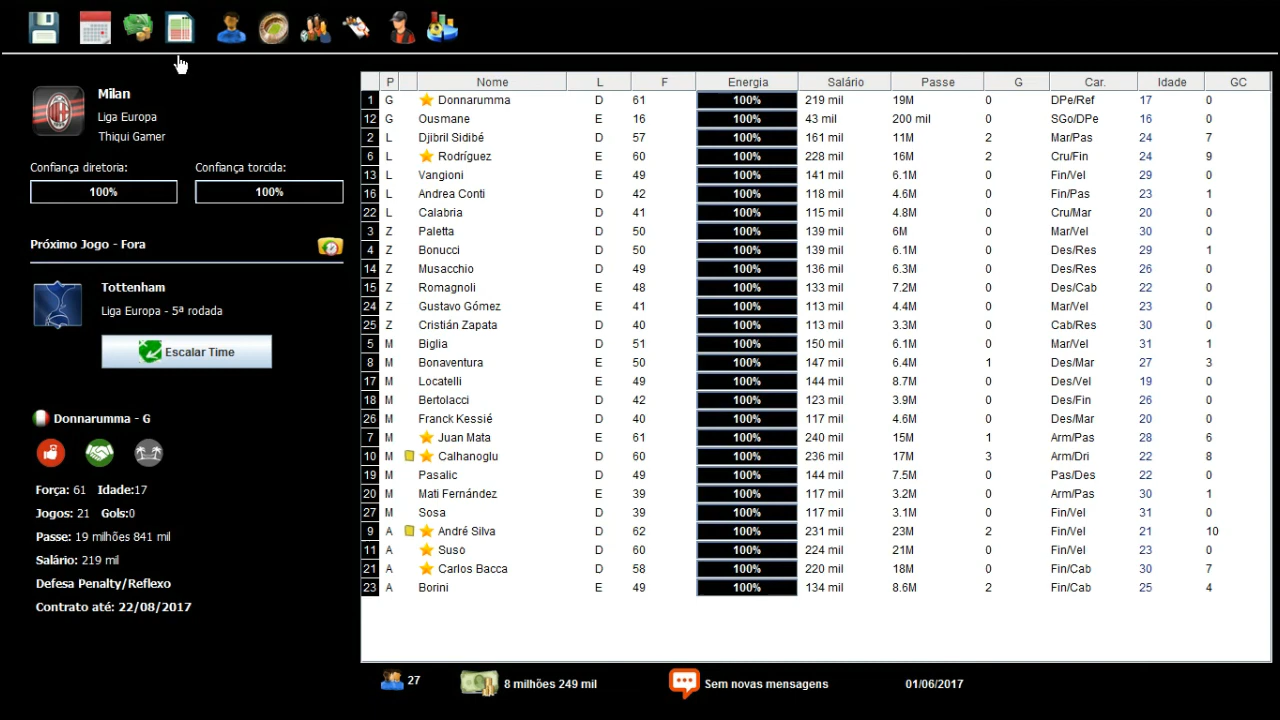 Milan
Liga Europa
Thiqui Gamer
Confiança diretoria: Confiança torcida:
100% 100%
Próximo Jogo - Fora
Tottenham
Liga Europa - 5ª rodada
Escalar Time
Donnarumma - G
Força: 61 Idade:17
Jogos: 21 Gols:0
Passe: 19 milhões 841 mil
Salário: 219 mil
Defesa Penalty/Reflexo
Contrato até: 22/08/2017
P Nome L F Energia Salário Passe G Car. Idade GC
1 G Donnarumma D 61 100% 219 mil 19M 0 DPe/Ref 17 0
12 G Ousmane E 16 100% 43 mil 200 mil 0 SGo/DPe 16 0
2 L Djibril Sidibé D 57 100% 161 mil 11M 2 Mar/Pas 24 7
6 L Rodríguez E 60 100% 228 mil 16M 2 Cru/Fin 24 9
13 L Vangioni E 49 100% 141 mil 6.1M 0 Fin/Vel 29 0
16 L Andrea Conti D 42 100% 118 mil 4.6M 0 Fin/Pas 23 1
22 L Calabria D 41 100% 115 mil 4.8M 0 Cru/Mar 20 0
3 Z Paletta D 50 100% 139 mil 6M 0 Mar/Vel 30 0
4 Z Bonucci D 50 100% 139 mil 6.1M 0 Des/Res 29 1
14 Z Musacchio D 49 100% 136 mil 6.3M 0 Des/Res 26 0
15 Z Romagnoli E 48 100% 133 mil 7.2M 0 Des/Cab 22 0
24 Z Gustavo Gómez E 41 100% 113 mil 4.4M 0 Mar/Vel 23 0
25 Z Cristián Zapata D 40 100% 113 mil 3.3M 0 Cab/Res 30 0
5 M Biglia D 51 100% 150 mil 6.1M 0 Mar/Vel 31 1
8 M Bonaventura E 50 100% 147 mil 6.4M 1 Des/Mar 27 3
17 M Locatelli E 49 100% 144 mil 8.7M 0 Des/Vel 19 0
18 M Bertolacci D 42 100% 123 mil 3.9M 0 Des/Fin 26 0
26 M Franck Kessié D 40 100% 117 mil 4.6M 0 Des/Mar 20 0
7 M Juan Mata E 61 100% 240 mil 15M 1 Arm/Pas 28 6
10 M Calhanoglu D 60 100% 236 mil 17M 3 Arm/Dri 22 8
19 M Pasalic D 49 100% 144 mil 7.5M 0 Pas/Des 22 0
20 M Mati Fernández E 39 100% 117 mil 3.2M 0 Arm/Pas 30 1
27 M Sosa D 39 100% 117 mil 3.1M 0 Fin/Vel 31 0
9 A André Silva D 62 100% 231 mil 23M 2 Fin/Vel 21 10
11 A Suso D 60 100% 224 mil 21M 0 Fin/Vel 23 0
21 A Carlos Bacca D 58 100% 220 mil 18M 0 Fin/Cab 30 7
23 A Borini E 49 100% 134 mil 8.6M 2 Fin/Cab 25 4
27 8 milhões 249 mil Sem novas mensagens 01/06/2017